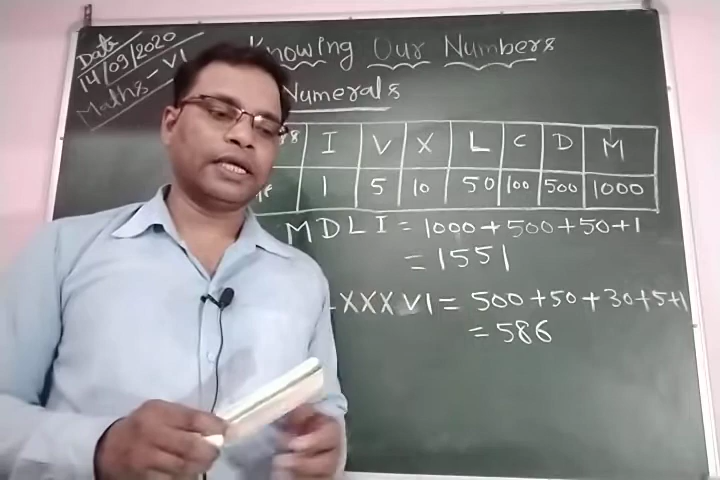 Date
14/09/2020
Maths - VI
Knowing Our Numbers
Numerals
I V X L C D M
1 5 10 50 100 500 1000
MDLI = 1000+500+50+1
= 1551
XXXVI = 500+50+30+5+1
= 586